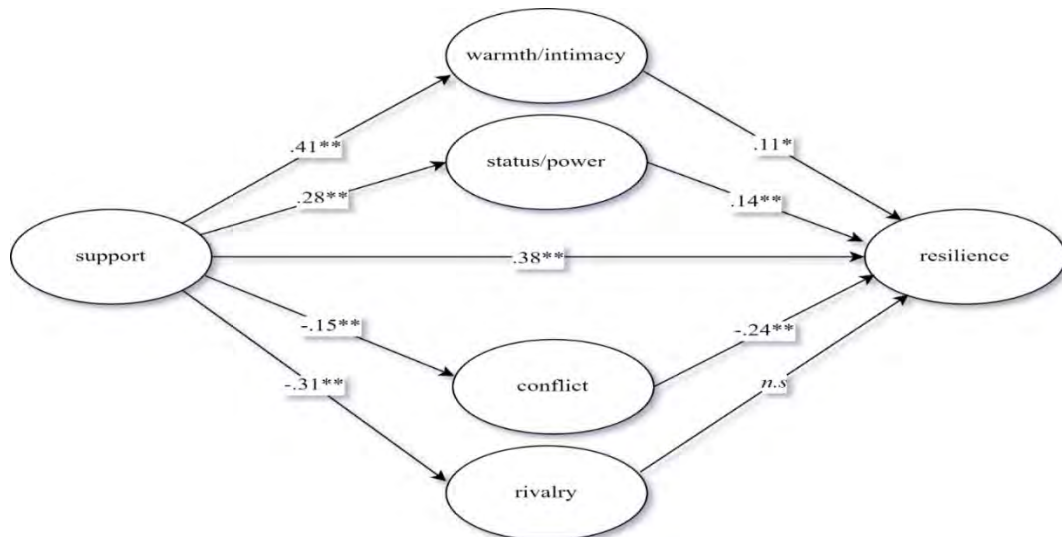 warmth/intimacy
.41**
.11*
status/power
.28**
.14**
support
.38**
resilience
-.15**
-.24**
conflict
-.31**
n.s
rivalry